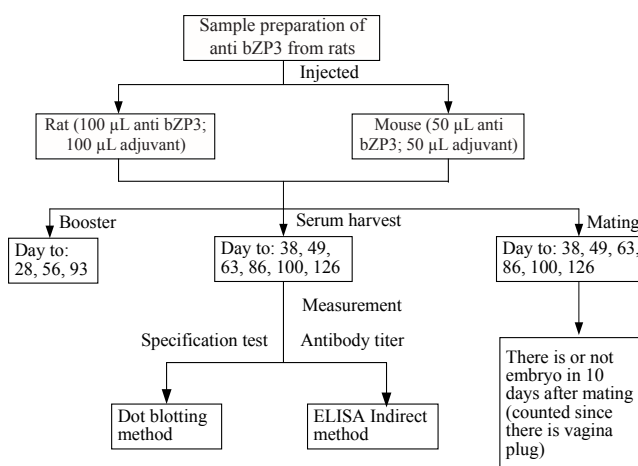 Sample preparation of
anti bZP3 from rats
Injected
Rat (100 µL anti bZP3;
100 µL adjuvant)
Mouse (50 µL anti
bZP3; 50 µL adjuvant)
Booster
Serum harvest
Mating
Day to:
28, 56, 93
Day to: 38, 49,
63, 86, 100, 126
Day to: 38, 49, 63,
86, 100, 126
Measurement
Specification test
Antibody titer
Dot blotting
method
ELISA Indirect
method
There is or not
embryo in 10
days after mating
(counted since
there is vagina
plug)